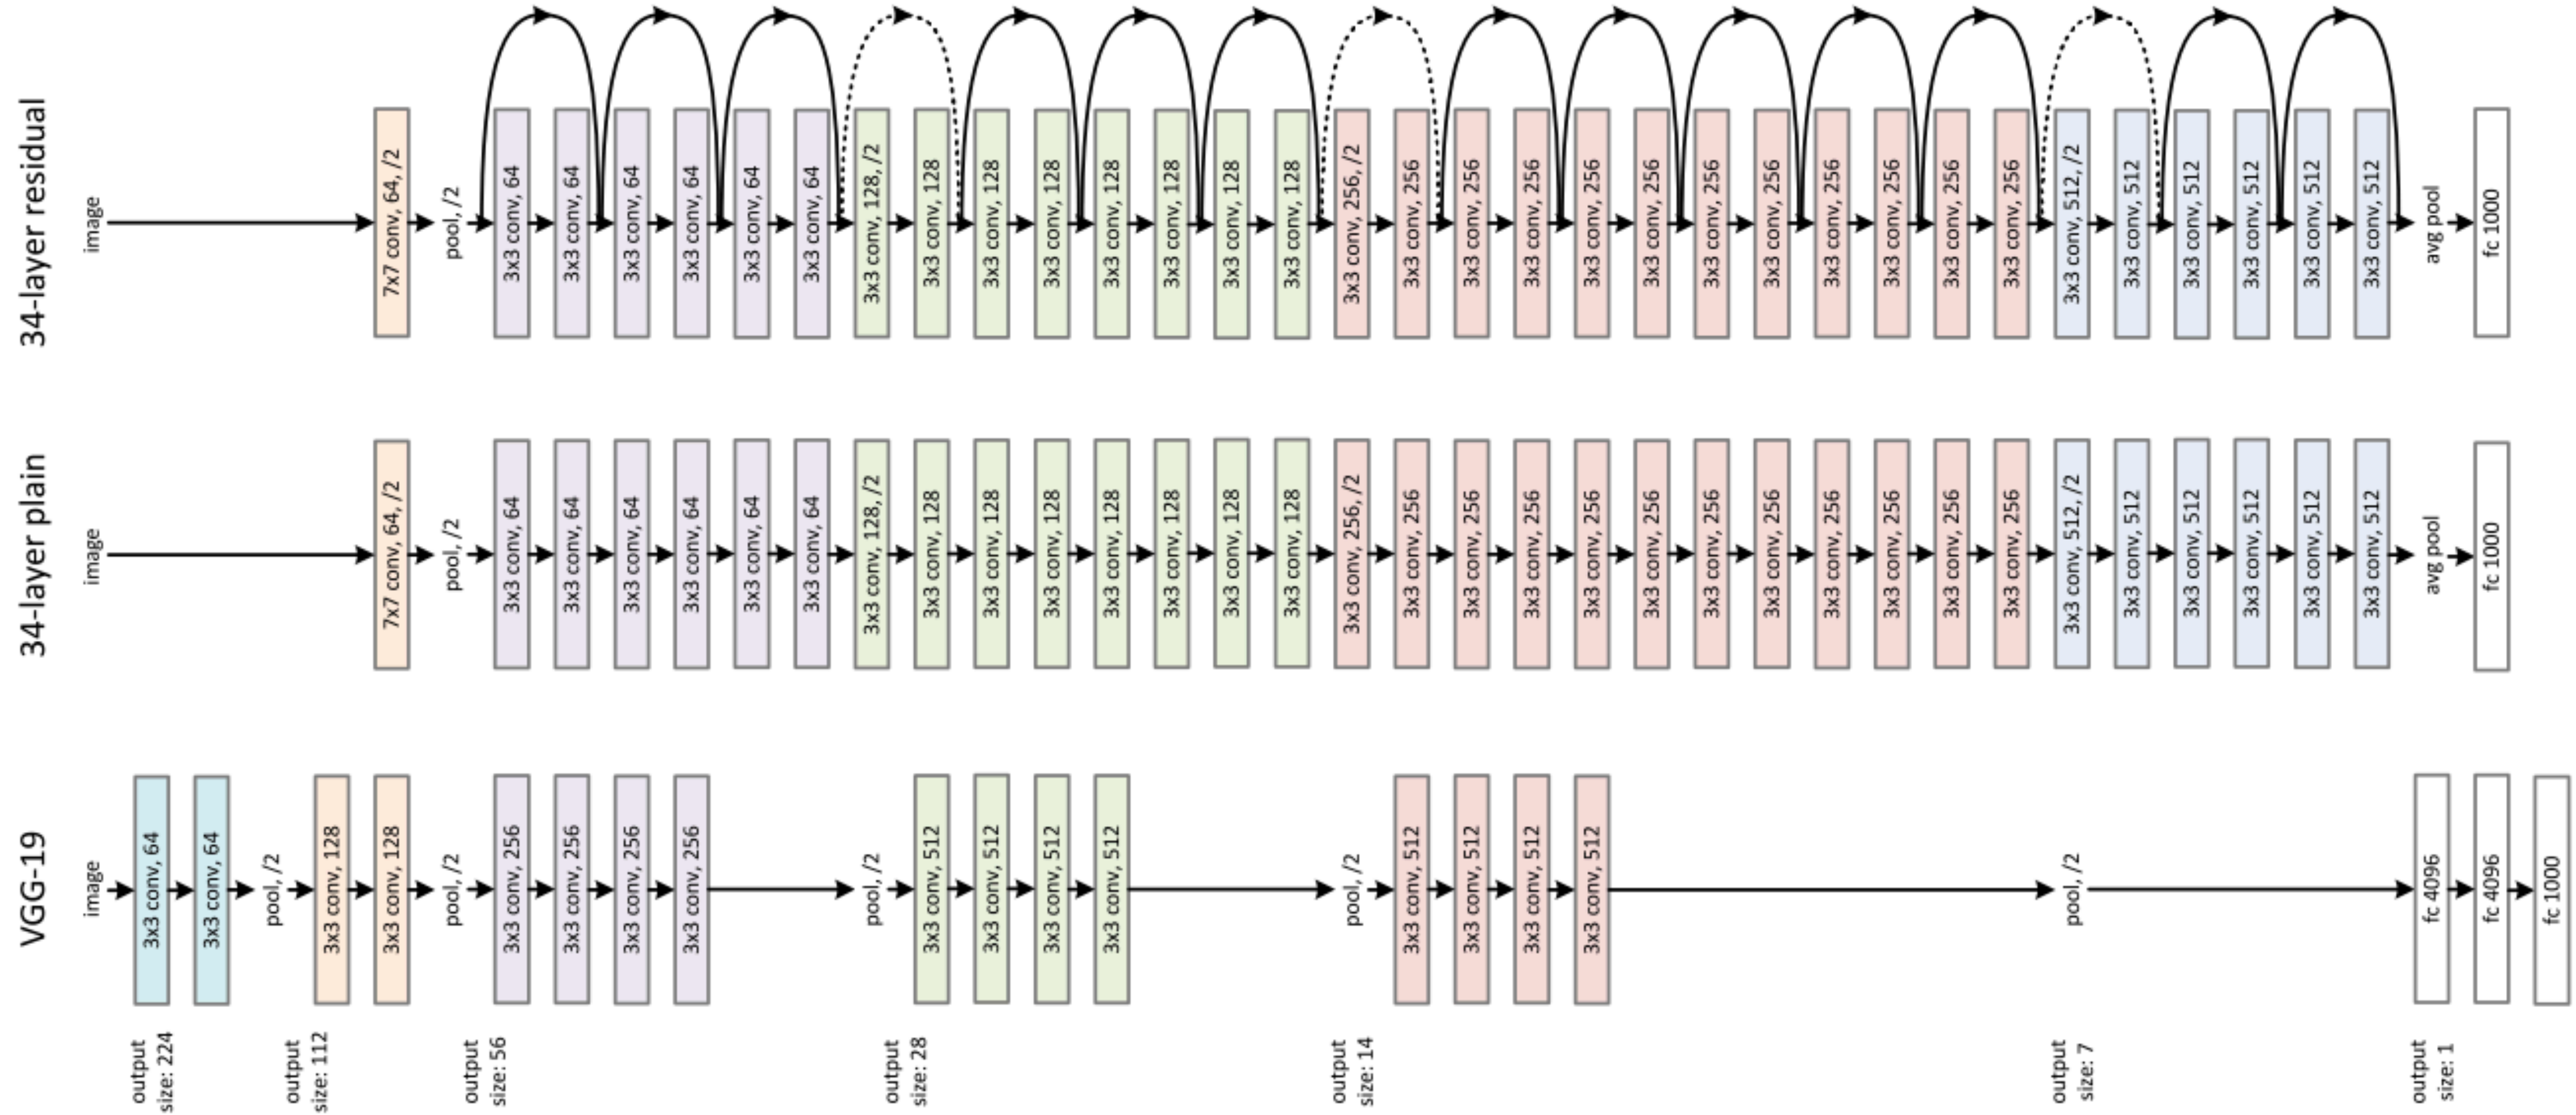 34-layer residual
image
7x7 conv, 64, /2
pool, /2
3x3 conv, 64
3x3 conv, 64
3x3 conv, 64
3x3 conv, 64
3x3 conv, 64
3x3 conv, 64
3x3 conv, 128, /2
3x3 conv, 128
3x3 conv, 128
3x3 conv, 128
3x3 conv, 128
3x3 conv, 128
3x3 conv, 128
3x3 conv, 128
3x3 conv, 256, /2
3x3 conv, 256
3x3 conv, 256
3x3 conv, 256
3x3 conv, 256
3x3 conv, 256
3x3 conv, 256
3x3 conv, 256
3x3 conv, 256
3x3 conv, 256
3x3 conv, 256
3x3 conv, 256
3x3 conv, 512, /2
3x3 conv, 512
3x3 conv, 512
3x3 conv, 512
3x3 conv, 512
3x3 conv, 512
avg pool
fc 1000
34-layer plain
image
7x7 conv, 64, /2
pool, /2
3x3 conv, 64
3x3 conv, 64
3x3 conv, 64
3x3 conv, 64
3x3 conv, 64
3x3 conv, 64
3x3 conv, 128, /2
3x3 conv, 128
3x3 conv, 128
3x3 conv, 128
3x3 conv, 128
3x3 conv, 128
3x3 conv, 128
3x3 conv, 128
3x3 conv, 256, /2
3x3 conv, 256
3x3 conv, 256
3x3 conv, 256
3x3 conv, 256
3x3 conv, 256
3x3 conv, 256
3x3 conv, 256
3x3 conv, 256
3x3 conv, 256
3x3 conv, 256
3x3 conv, 256
3x3 conv, 512, /2
3x3 conv, 512
3x3 conv, 512
3x3 conv, 512
3x3 conv, 512
3x3 conv, 512
avg pool
fc 1000
VGG-19
image
3x3 conv, 64
3x3 conv, 64
pool, /2
3x3 conv, 128
3x3 conv, 128
pool, /2
3x3 conv, 256
3x3 conv, 256
3x3 conv, 256
3x3 conv, 256
pool, /2
3x3 conv, 512
3x3 conv, 512
3x3 conv, 512
3x3 conv, 512
pool, /2
3x3 conv, 512
3x3 conv, 512
3x3 conv, 512
3x3 conv, 512
pool, /2
fc 4096
fc 4096
fc 1000
output
size: 224
output
size: 112
output
size: 56
output
size: 28
output
size: 14
output
size: 7
output
size: 1